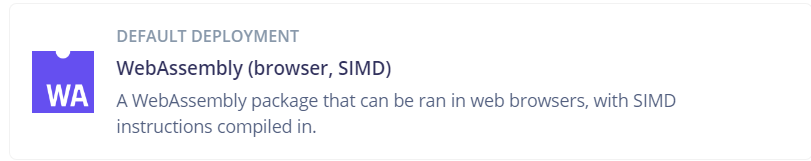 DEFAULT DEPLOYMENT
WebAssembly (browser, SIMD)
WA
A WebAssembly package that can be ran in web browsers, with SIMD
instructions compiled in.